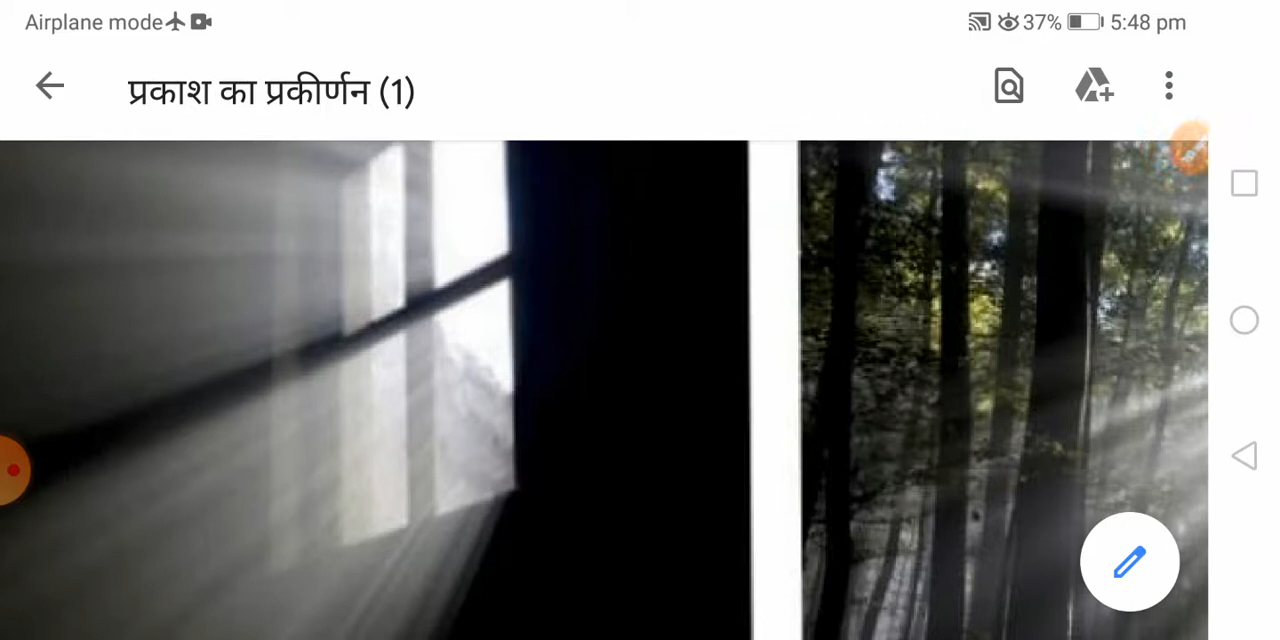 Airplane mode 37% 5:48 pm
प्रकाश का प्रकीर्णन (1)